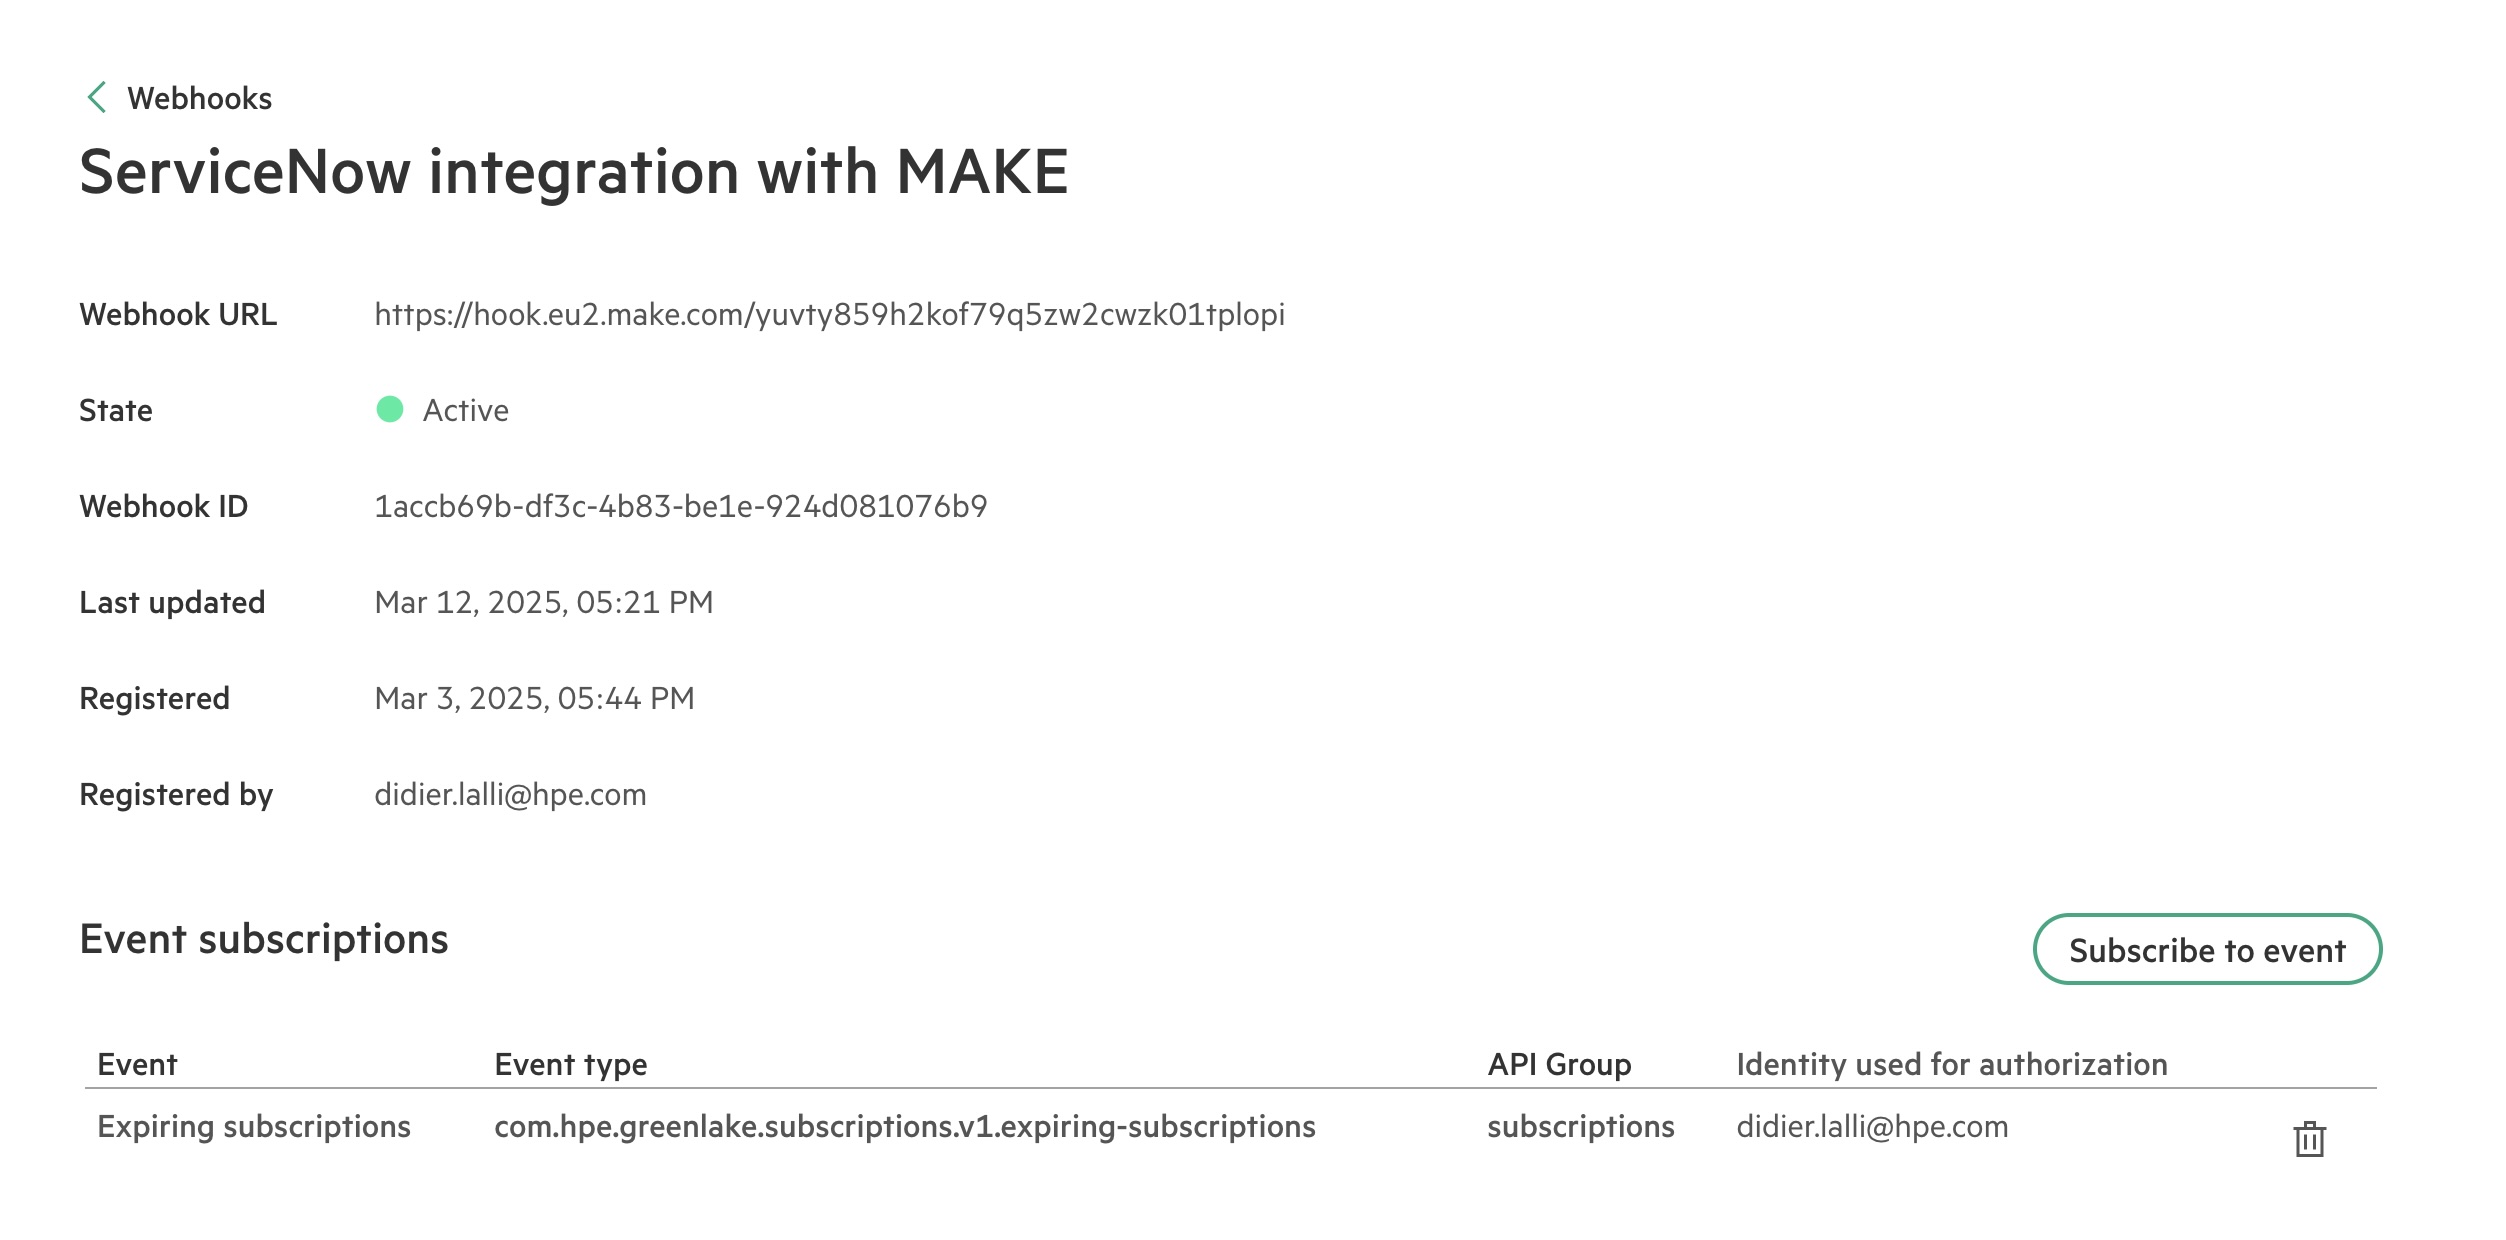 Webhooks
ServiceNow integration with MAKE
Webhook URL https://hook.eu2.make.com/yuvty859h2kof79q5zw2cwzk01tplopi
State Active
Webhook ID 1accb69b-df3c-4b83-be1e-924d081076b9
Last updated Mar 12, 2025, 05:21 PM
Registered Mar 3, 2025, 05:44 PM
Registered by didier.lalli@hpe.com
Event subscriptions Subscribe to event
Event Event type API Group Identity used for authorization
Expiring subscriptions com.hpe.greenlake.subscriptions.v1.expiring-subscriptions subscriptions didier.lalli@hpe.com